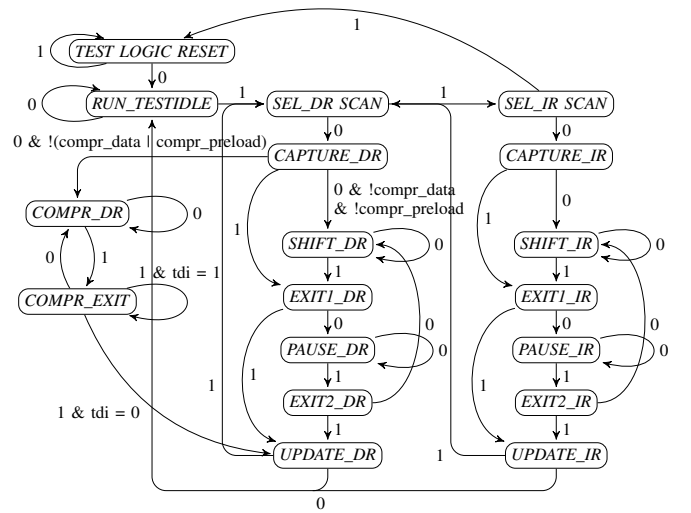 1
1
TEST LOGIC RESET
0
0
RUN_TESTIDLE
1
SEL_DR SCAN
1
SEL_IR SCAN
0
0
0 & !(compr_data | compr_preload)
CAPTURE_DR
CAPTURE_IR
0 & !compr_data
& !compr_preload
0
COMPR_DR
0
1
1
SHIFT_DR
0
SHIFT_IR
0
0
1
1
1
1 & tdi = 1
COMPR_EXIT
EXIT1_DR
EXIT1_IR
0
0
0
0
PAUSE_DR
0
PAUSE_IR
0
1
1
1
1
1
EXIT2_DR
EXIT2_IR
1 & tdi = 0
1
1
UPDATE_DR
1
UPDATE_IR
0